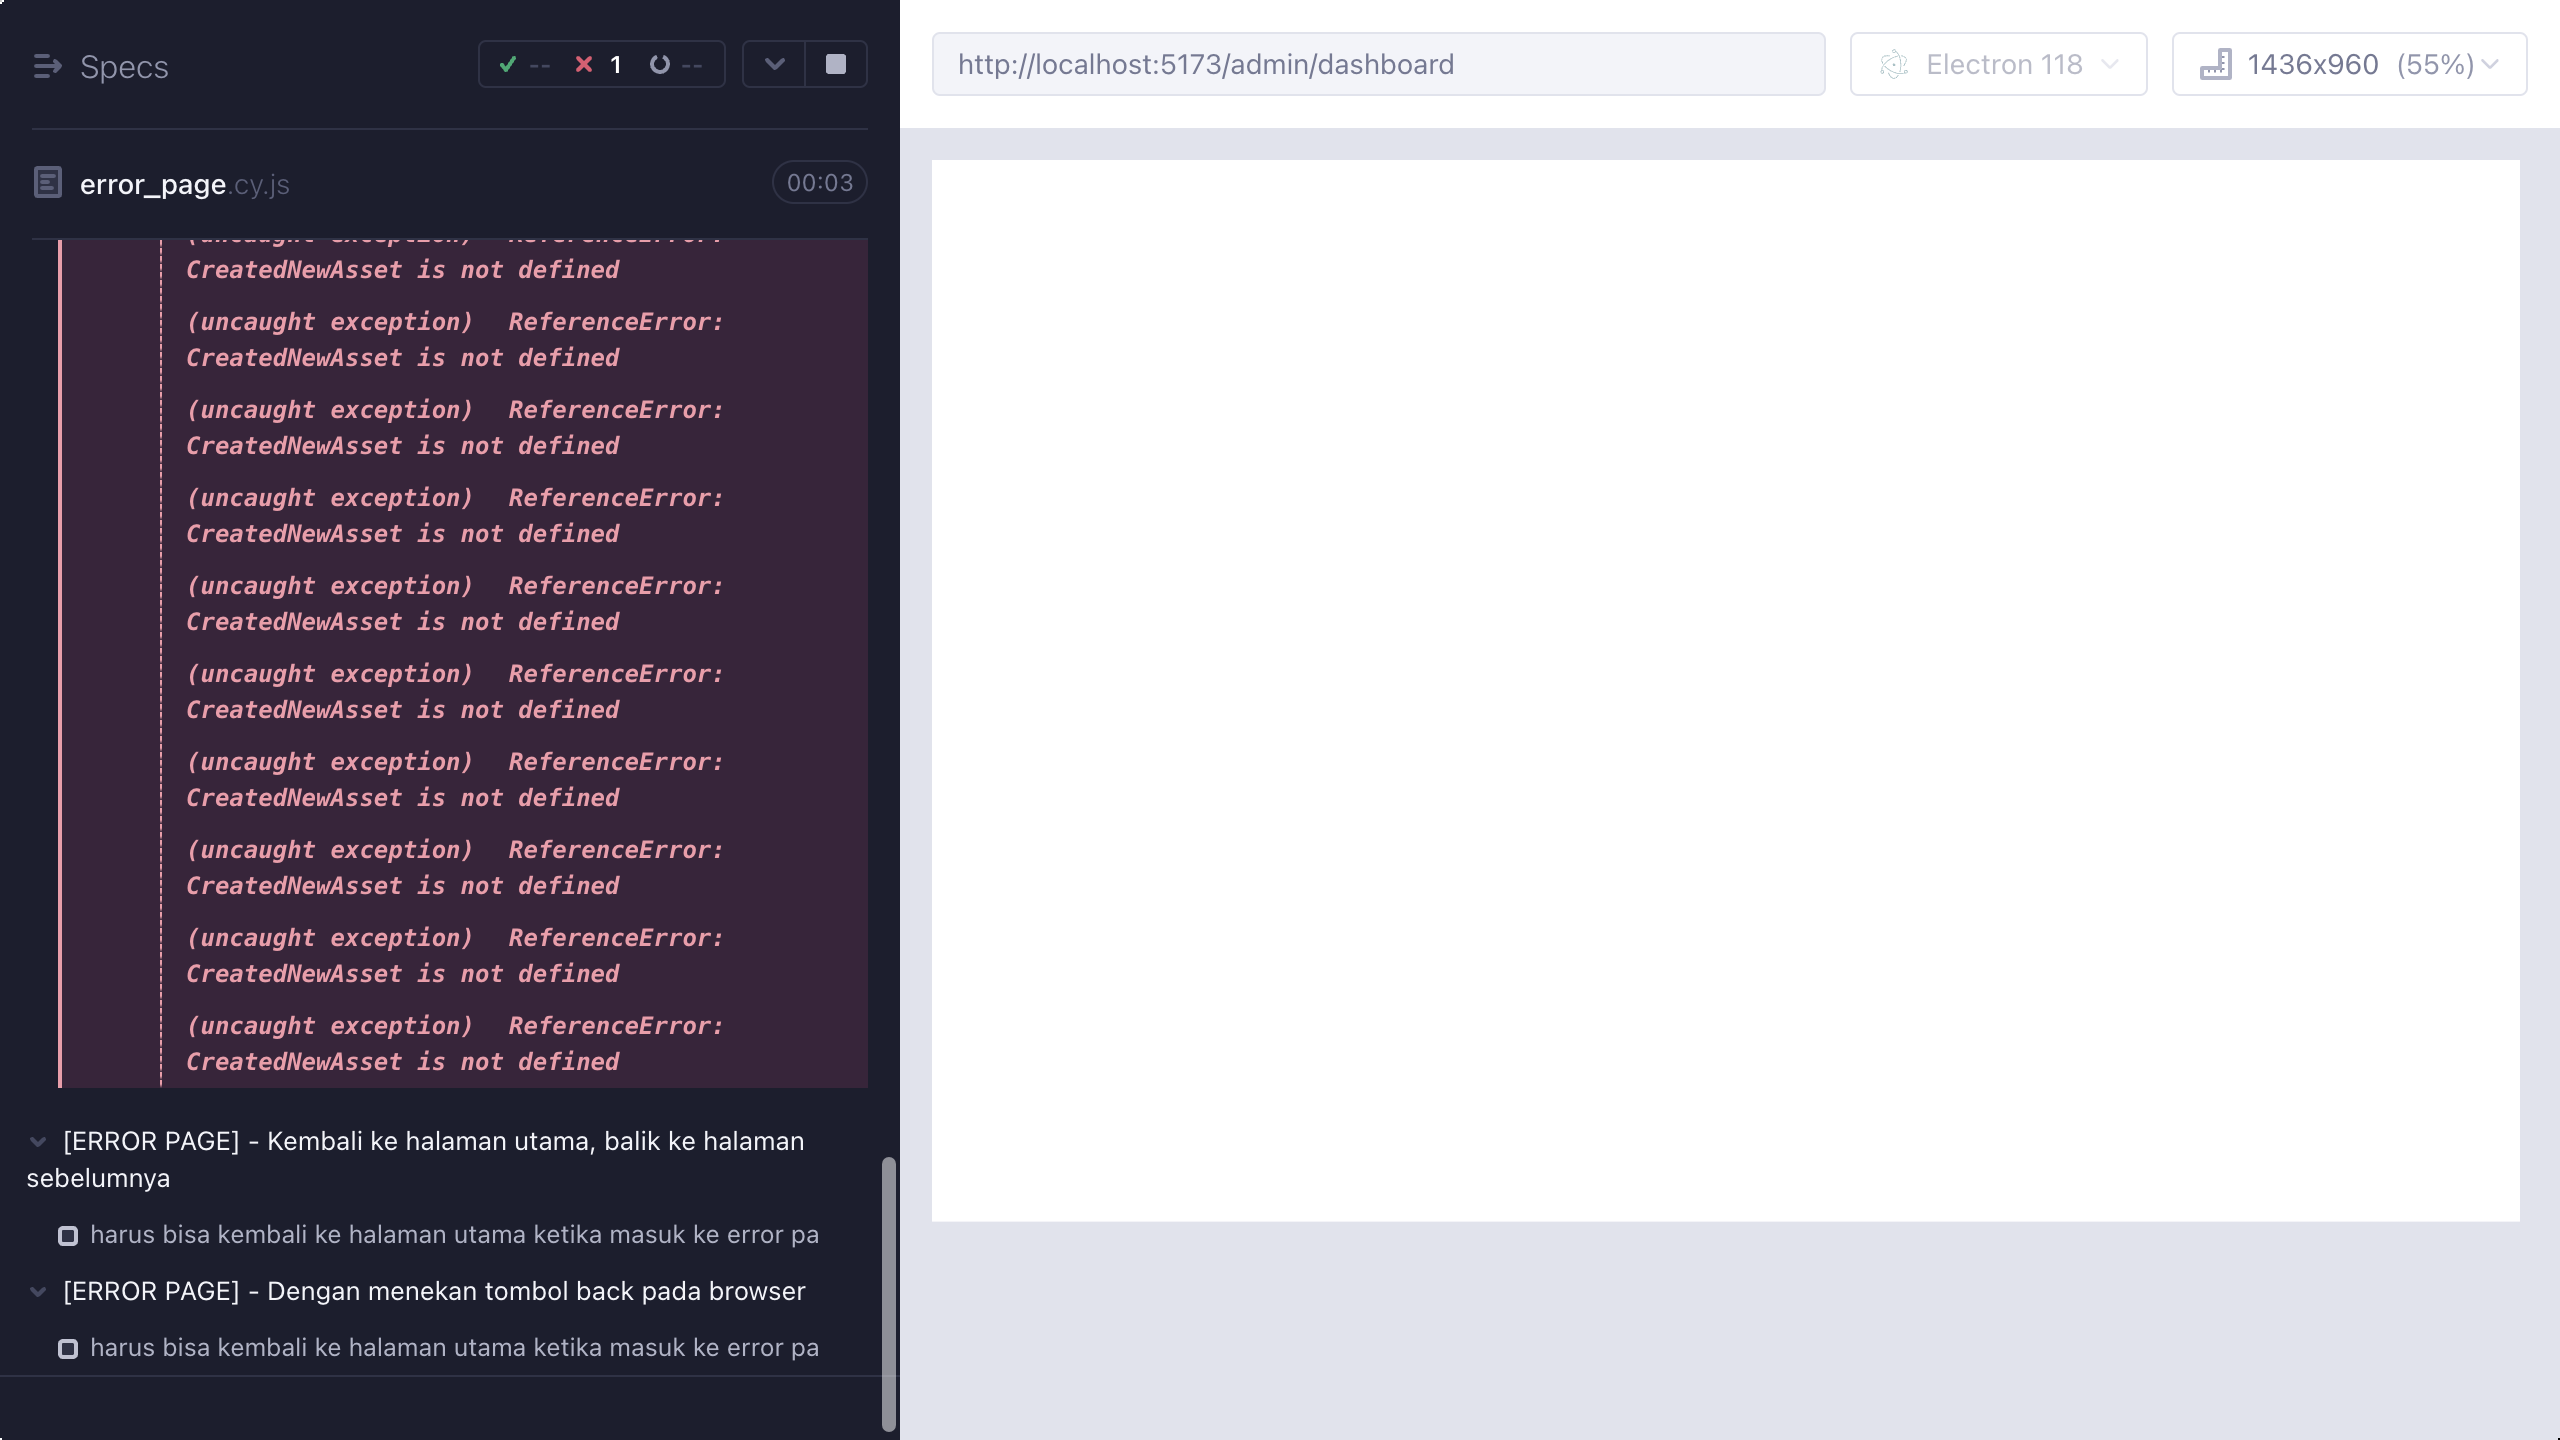 Specs
-- 1 --
http://localhost:5173/admin/dashboard
Electron 118
1436x960 (55%)
error_page.cy.js
00:03
(uncaught exception) ReferenceError:
CreatedNewAsset is not defined
(uncaught exception) ReferenceError:
CreatedNewAsset is not defined
(uncaught exception) ReferenceError:
CreatedNewAsset is not defined
(uncaught exception) ReferenceError:
CreatedNewAsset is not defined
(uncaught exception) ReferenceError:
CreatedNewAsset is not defined
(uncaught exception) ReferenceError:
CreatedNewAsset is not defined
(uncaught exception) ReferenceError:
CreatedNewAsset is not defined
(uncaught exception) ReferenceError:
CreatedNewAsset is not defined
(uncaught exception) ReferenceError:
CreatedNewAsset is not defined
(uncaught exception) ReferenceError:
CreatedNewAsset is not defined
[ERROR PAGE] - Kembali ke halaman utama, balik ke halaman
sebelumnya
harus bisa kembali ke halaman utama ketika masuk ke error pa
[ERROR PAGE] - Dengan menekan tombol back pada browser
harus bisa kembali ke halaman utama ketika masuk ke error pa